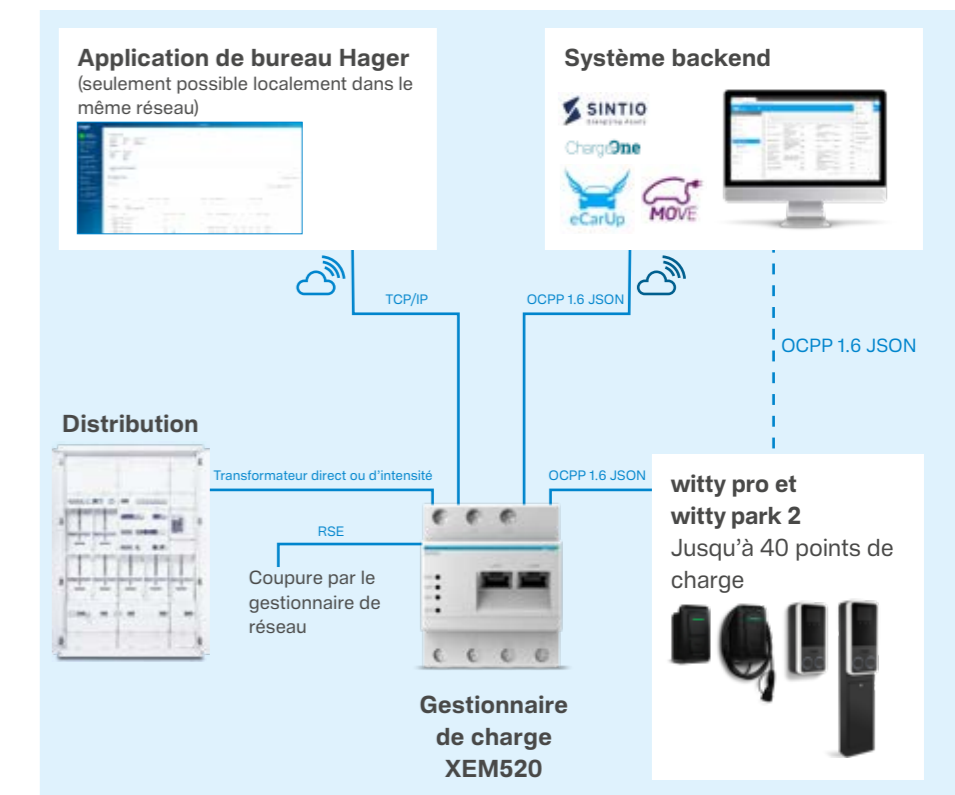 Application de bureau Hager
(seulement possible localement dans le
même réseau)
Système backend
SINTIO
ChargeOne
eCarUp
MOVE
TCP/IP
OCPP 1.6 JSON
OCPP 1.6 JSON
Distribution
Transformateur direct ou d'intensité
OCPP 1.6 JSON
RSE
Coupure par le
gestionnaire de
réseau
witty pro et
witty park 2
Jusqu'à 40 points de
charge
Gestionnaire
de charge
XEM520